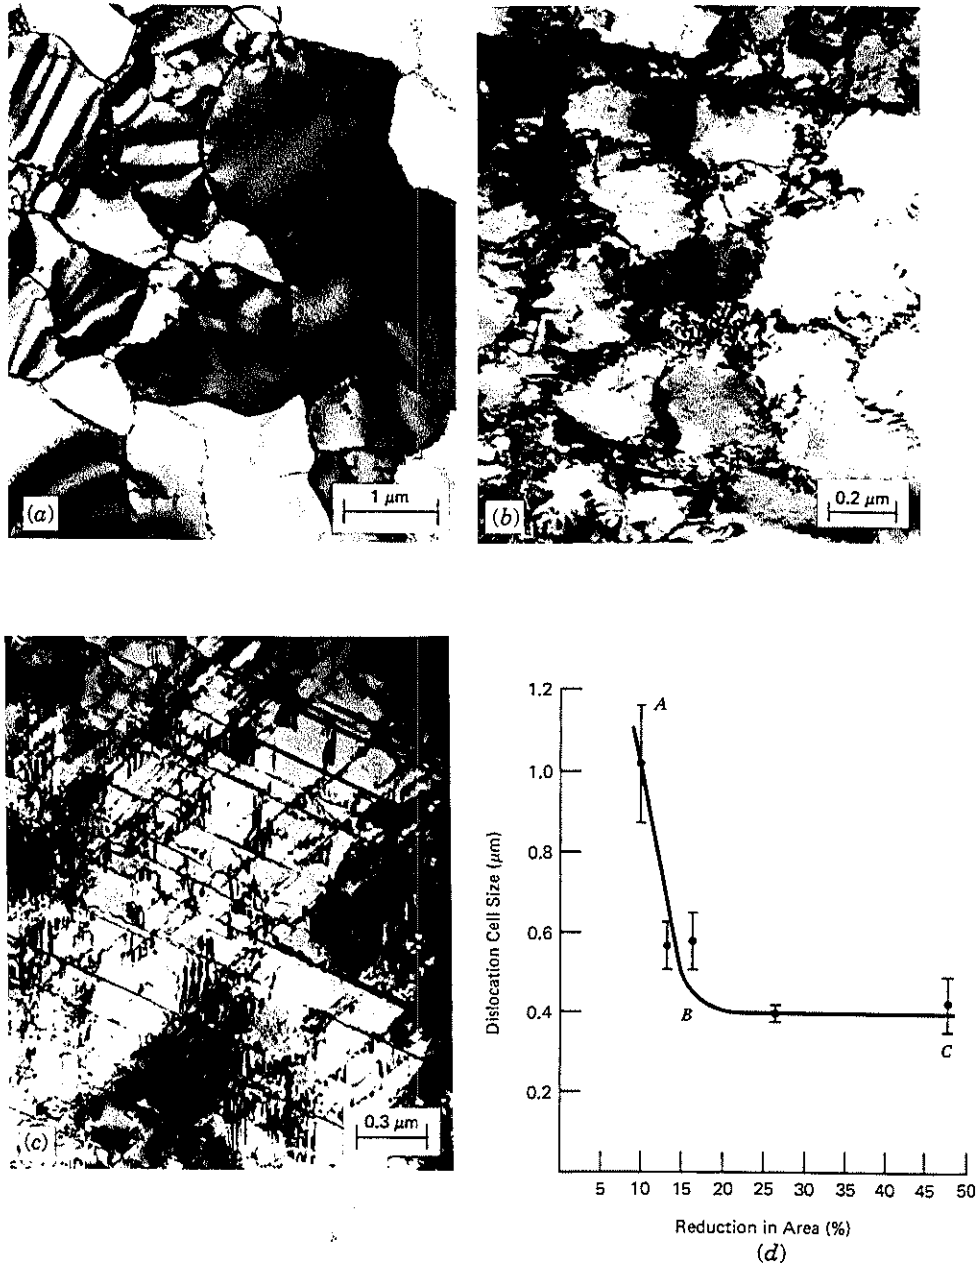 (a)
1 μm
(b)
0.2 μm
(c)
0.3 μm
1.2
1.0
0.8
0.6
0.4
0.2
Dislocation Cell Size (μm)
A
B
C
5 10 15 20 25 30 35 40 45 50
Reduction in Area (%)
(d)